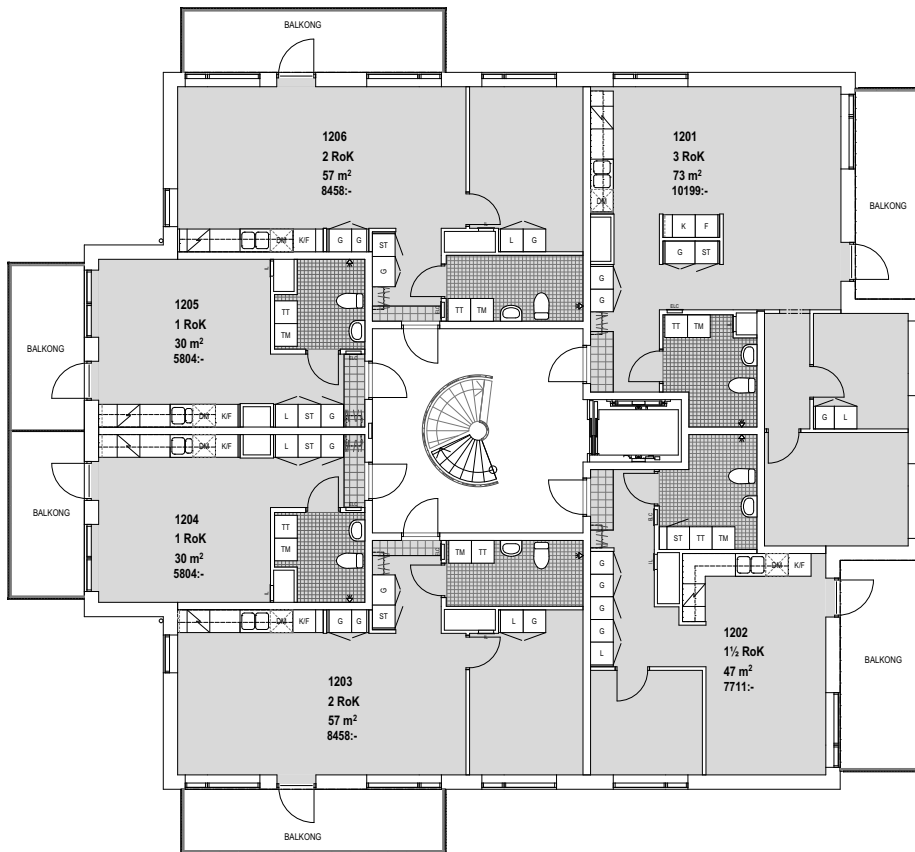 BALKONG
1206
2 RoK
57 m²
8458:-
1201
3 RoK
73 m²
10199:-
BALKONG
DM K/F G G ST G
L G
TT TM
DM
K F
G ST
G
G
ELC
TT TM
G L
1205
1 RoK
30 m²
5804:-
BALKONG
TT
TM
DM K/F L ST G
DM K/F L ST G
1204
1 RoK
30 m²
5804:-
BALKONG
TT
TM
TM TT
G
ST
L G
DM K/F G G
ELC
ST TT TM
G
G
G
G
L
DM K/F
1202
1½ RoK
47 m²
7711:-
BALKONG
1203
2 RoK
57 m²
8458:-
BALKONG